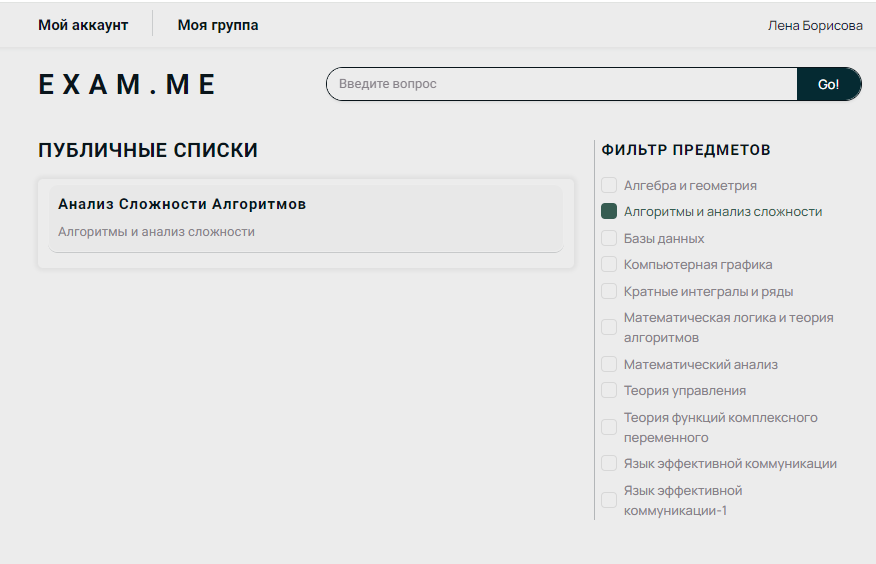 Мой аккаунт
Моя группа
Лена Борисова
EXAM.ME
Введите вопрос
Go!
ПУБЛИЧНЫЕ СПИСКИ
Анализ Сложности Алгоритмов
Алгоритмы и анализ сложности
ФИЛЬТР ПРЕДМЕТОВ
Алгебра и геометрия
Алгоритмы и анализ сложности
Базы данных
Компьютерная графика
Кратные интегралы и ряды
Математическая логика и теория
алгоритмов
Математический анализ
Теория управления
Теория функций комплексного
переменного
Язык эффективной коммуникации
Язык эффективной
коммуникации-1